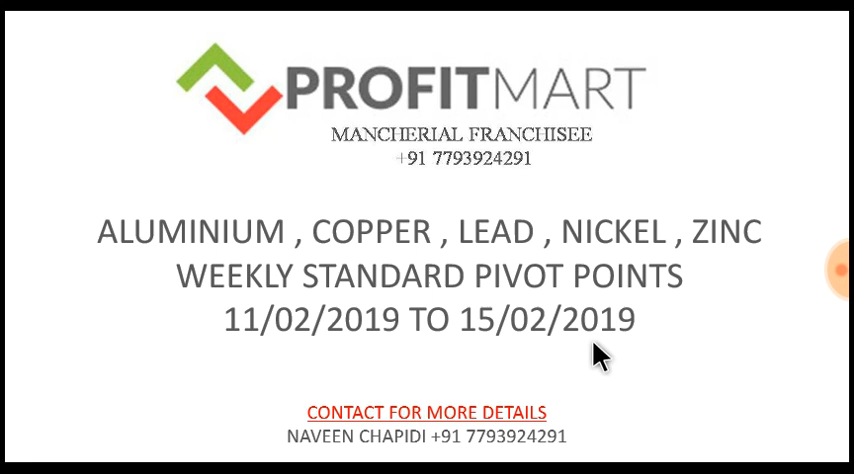 PROFITMART
MANCHERIAL FRANCHISEE
+91 7793924291
ALUMINIUM , COPPER , LEAD , NICKEL , ZINC
WEEKLY STANDARD PIVOT POINTS
11/02/2019 TO 15/02/2019
CONTACT FOR MORE DETAILS
NAVEEN CHAPIDI +91 7793924291